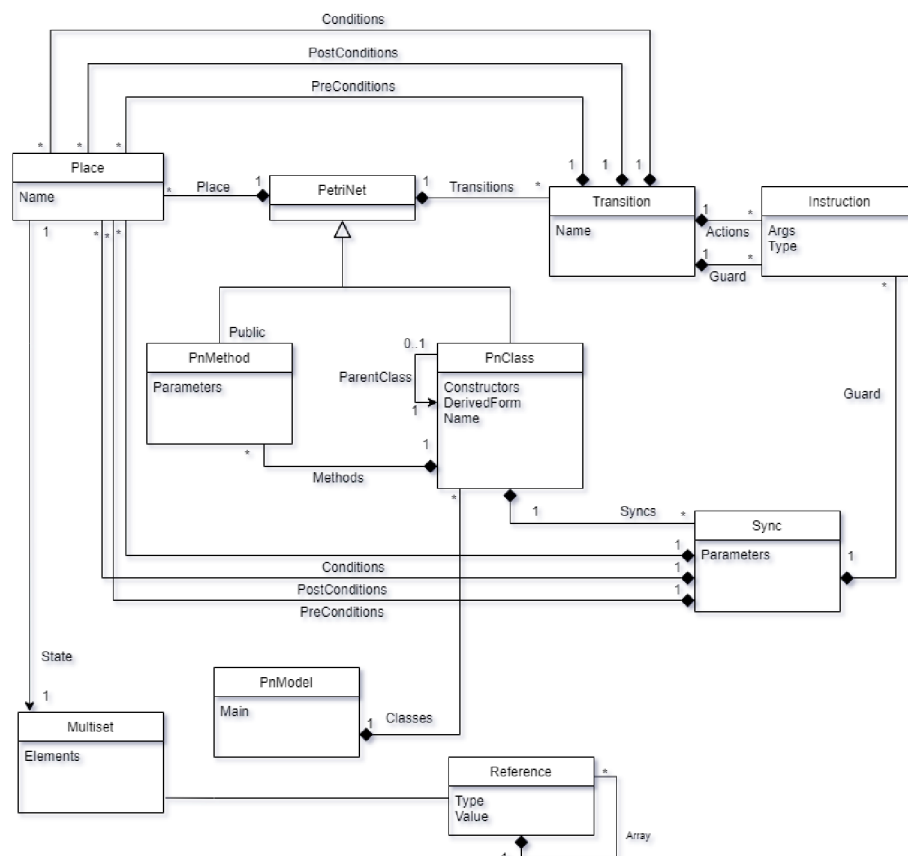 Conditions
PostConditions
PreConditions
* * *
1 1 1
Place
Name
* Place 1
PetriNet
1 Transitions *
Transition
Name
1 *
Actions
1 *
Guard
Instruction
Args
Type
*
1
* * *
Public
PnMethod
Parameters
0..1
ParentClass
1
PnClass
Constructors
DerivedForm
Name
Guard
*
Methods
1
*
1
Syncs
*
Sync
Parameters
1
1
Conditions
1
PostConditions
1
PreConditions
1
State
1
PnModel
Main
1
Classes
Multiset
Elements
Reference
Type
Value
*
Array
1